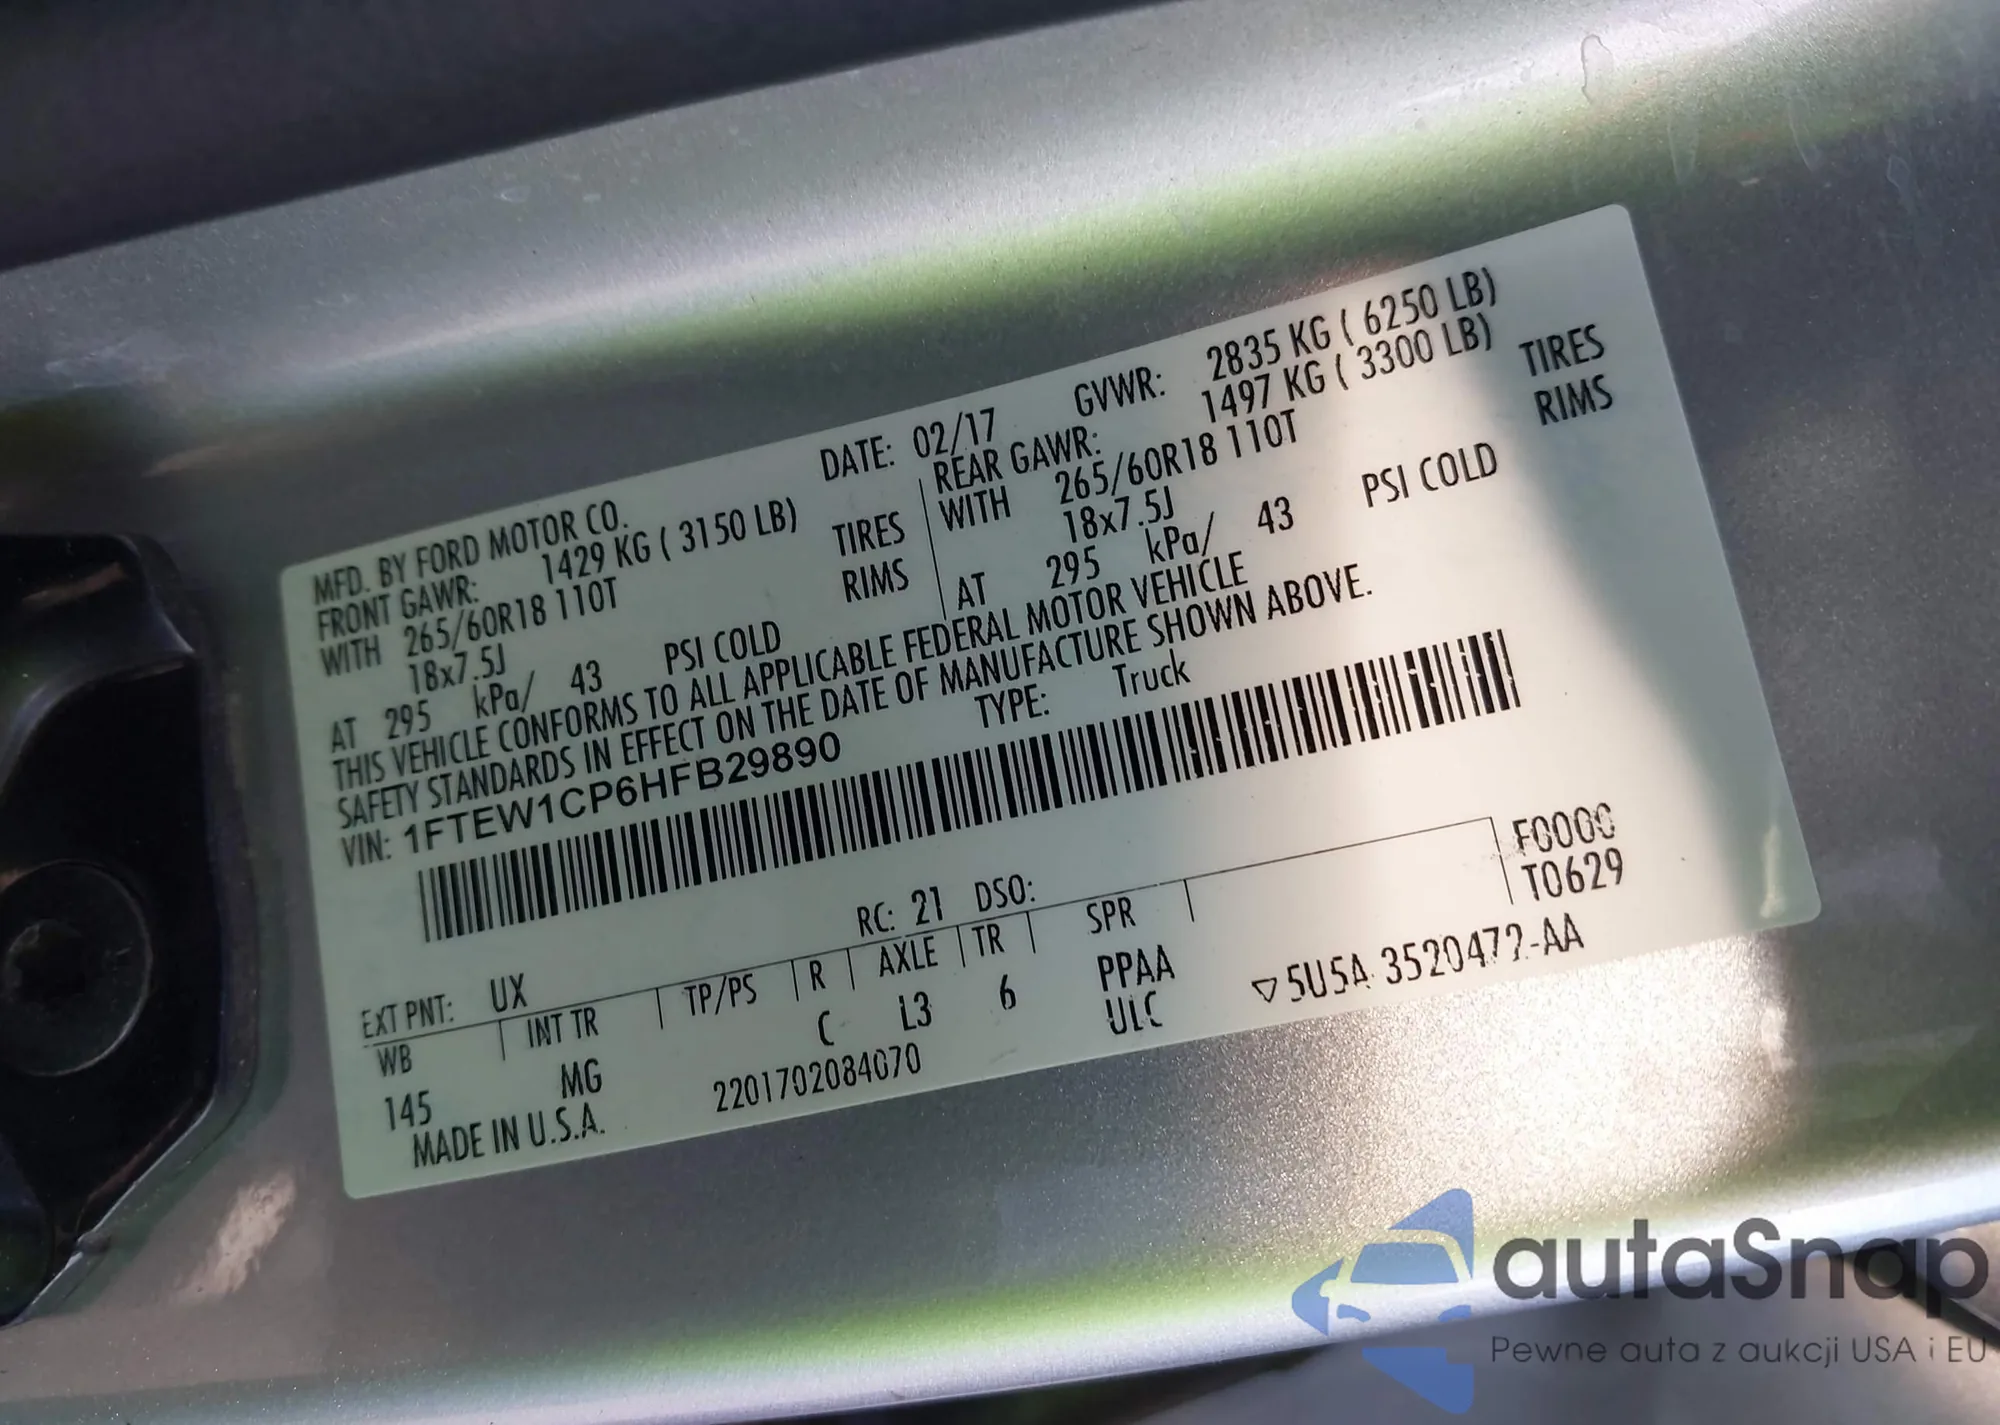 MFD. BY FORD MOTOR CO. DATE: 02/17 GVWR: 2835 KG ( 6250 LB)
FRONT GAWR: 1429 KG ( 3150 LB) REAR GAWR: 1497 KG ( 3300 LB)
WITH 265/60R18 110T TIRES WITH 265/60R18 110T TIRES
18x7.5J RIMS 18x7.5J RIMS
AT 295 kPa/ 43 PSI COLD AT 295 kPa/ 43 PSI COLD
THIS VEHICLE CONFORMS TO ALL APPLICABLE FEDERAL MOTOR VEHICLE
SAFETY STANDARDS IN EFFECT ON THE DATE OF MANUFACTURE SHOWN ABOVE.
VIN: 1FTEW1CP6HFB29890 TYPE: Truck
F0000
T0629
EXT PNT: UX RC: 21 DSO:
WB INT TR TP/PS R AXLE TR SPR
145 MG C L3 6 PPAA
ULC
▽5U5A 3520472-AA
MADE IN U.S.A. 2201702084070
autaSnap
Pewne auta z aukcji USA i EU